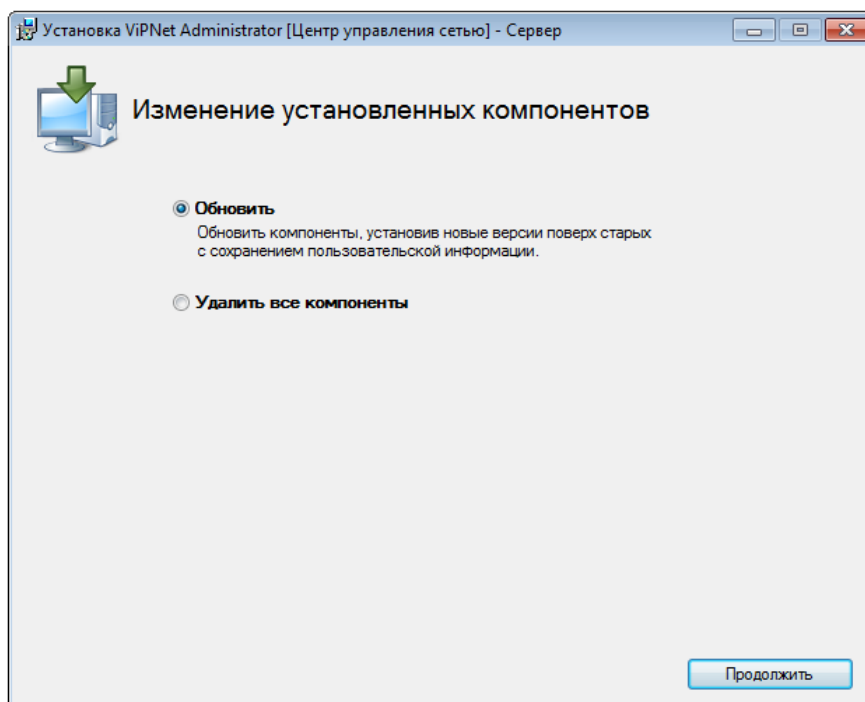 Установка ViPNet Administrator [Центр управления сетью] - Сервер
Изменение установленных компонентов
Обновить
Обновить компоненты, установив новые версии поверх старых
с сохранением пользовательской информации.
Удалить все компоненты
Продолжить